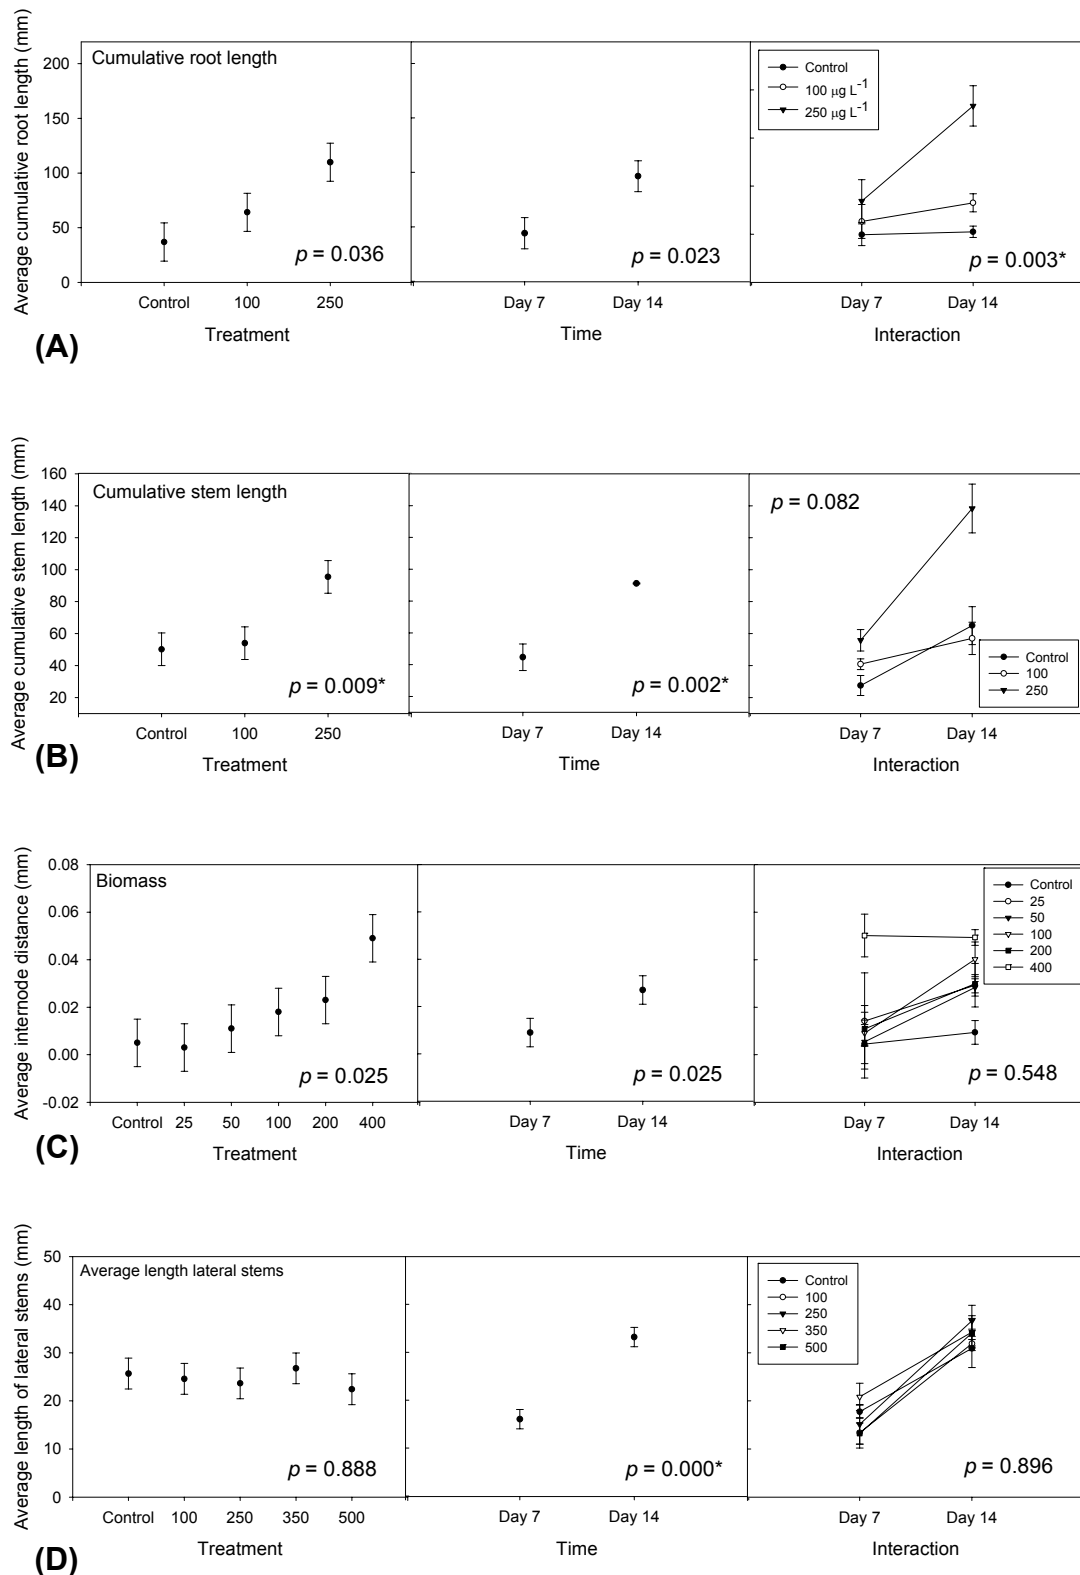 Average cumulative root length (mm)
Cumulative root length
200
150
100
50
0
p = 0.036
Control 100 250
Treatment
p = 0.023
Day 7 Day 14
Time
Control
100 µg L-1
250 µg L-1
p = 0.003*
Day 7 Day 14
Interaction
(A)
Average cumulative stem length (mm)
Cumulative stem length
160
140
120
100
80
60
40
20
p = 0.009*
Control 100 250
Treatment
p = 0.002*
Day 7 Day 14
Time
p = 0.082
Control
100
250
Day 7 Day 14
Interaction
(B)
Average internode distance (mm)
Biomass
0.08
0.06
0.04
0.02
0.00
-0.02
p = 0.025
Control 25 50 100 200 400
Treatment
p = 0.025
Day 7 Day 14
Time
Control
25
50
100
200
400
p = 0.548
Day 7 Day 14
Interaction
(C)
Average length of lateral stems (mm)
Average length lateral stems
50
40
30
20
10
0
p = 0.888
Control 100 250 350 500
Treatment
p = 0.000*
Day 7 Day 14
Time
Control
100
250
350
500
p = 0.896
Day 7 Day 14
Interaction
(D)